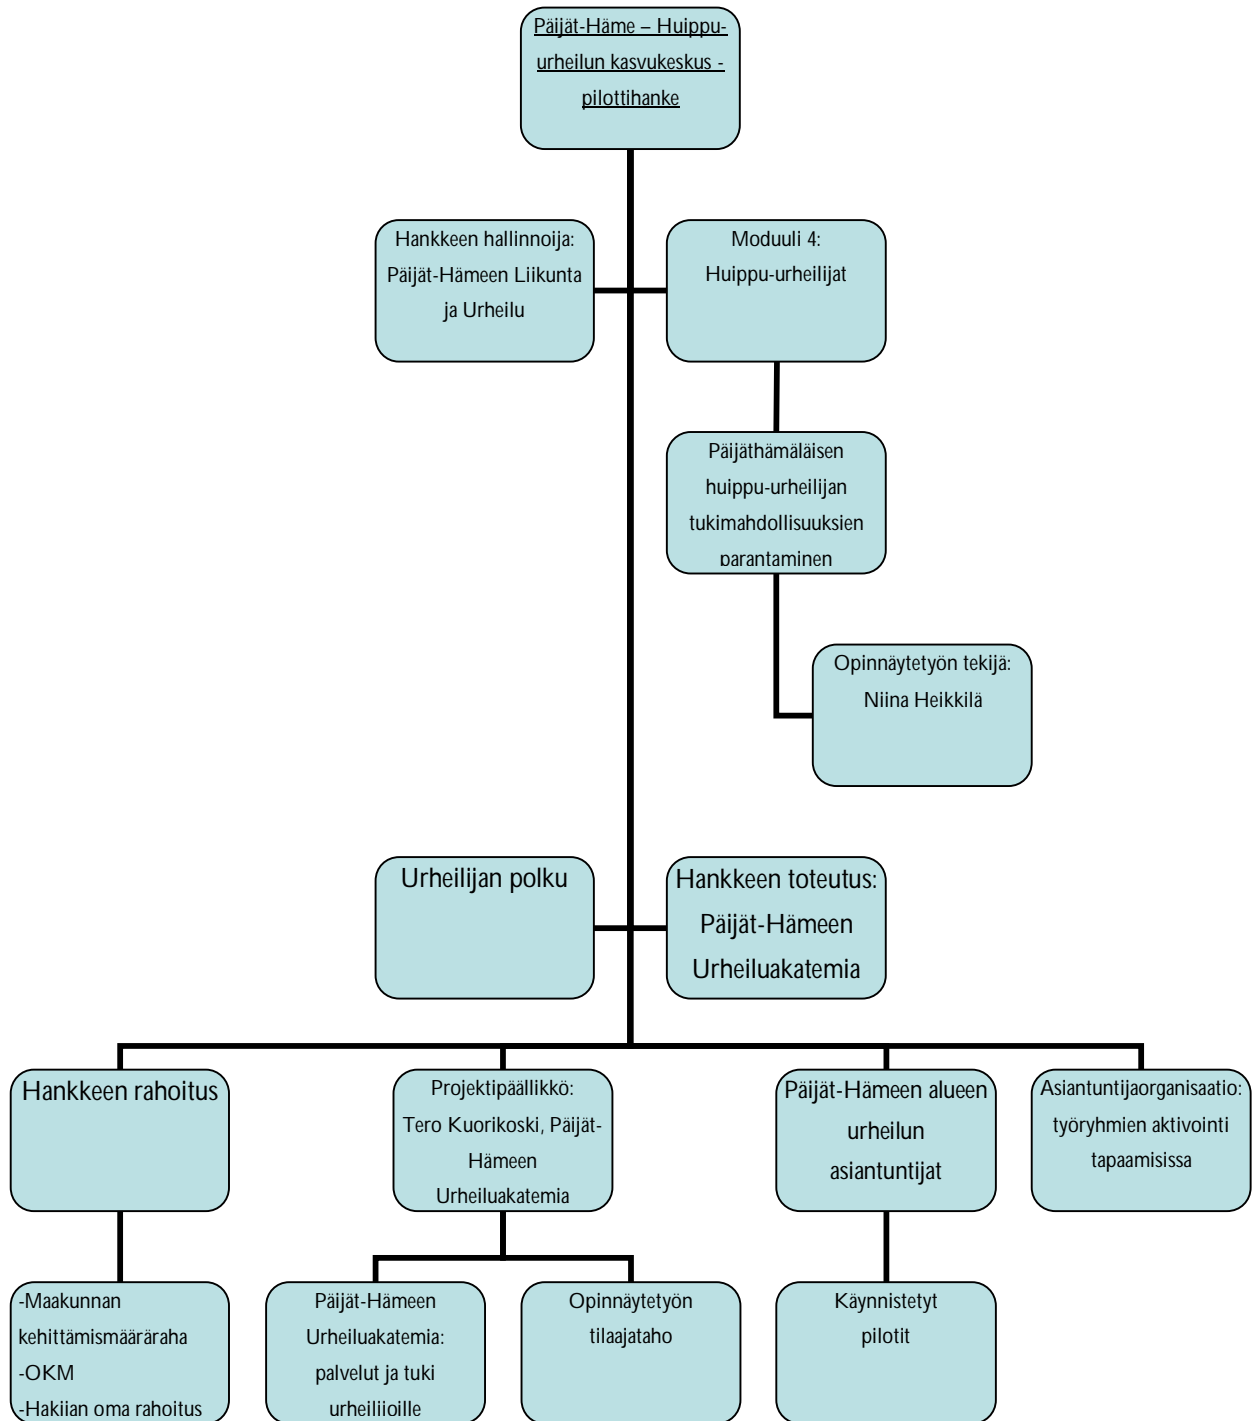 Päijät-Häme – Huippu-
urheilun kasvukeskus -
pilottihanke
Hankkeen hallinnoija:
Päijät-Hämeen Liikunta
ja Urheilu
Moduuli 4:
Huippu-urheilijat
Päijäthämäläisen
huippu-urheilijan
tukimahdollisuuksien
parantaminen
Opinnäytetyön tekijä:
Niina Heikkilä
Urheilijan polku
Hankkeen toteutus:
Päijät-Hämeen
Urheiluakatemia
Hankkeen rahoitus
Projektipäällikkö:
Tero Kuorikoski, Päijät-
Hämeen
Urheiluakatemia
Päijät-Hämeen alueen
urheilun
asiantuntijat
Asiantuntijaorganisaatio:
työryhmien aktivointi
tapaamisissa
-Maakunnan
kehittämismääräraha
-OKM
-Hakijan oma rahoitus
Päijät-Hämeen
Urheiluakatemia:
palvelut ja tuki
urheilijoille
Opinnäytetyön
tilaajataho
Käynnistetyt
pilotit